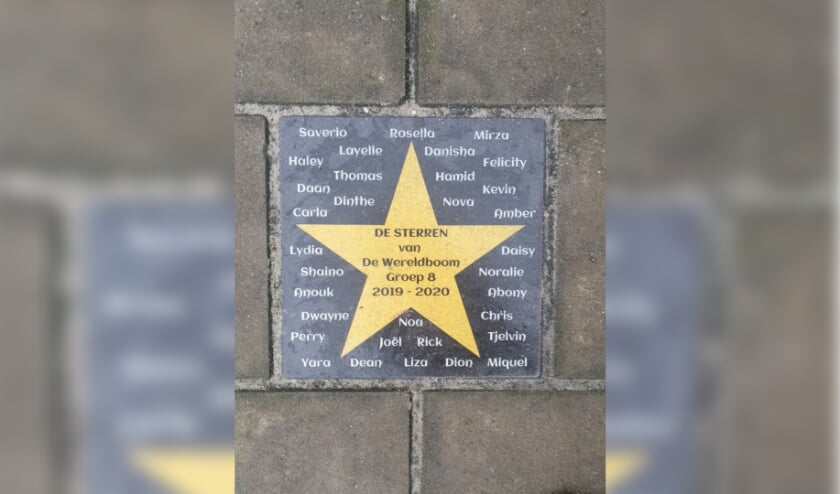 Saverio Rosella Mirza
Layelle Danisha
Haley Felicity
Thomas Hamid
Daan Kevin
Dinthe Nova
Carla Amber
DE STERREN
van
Lydia De Wereldboom Daisy
Shaino Groep 8 Noralie
Anouk 2019 - 2020 Abony
Dwayne Noa Chris
Perry Joël Rick Tjelvin
Yara Dean Liza Dion Miquel